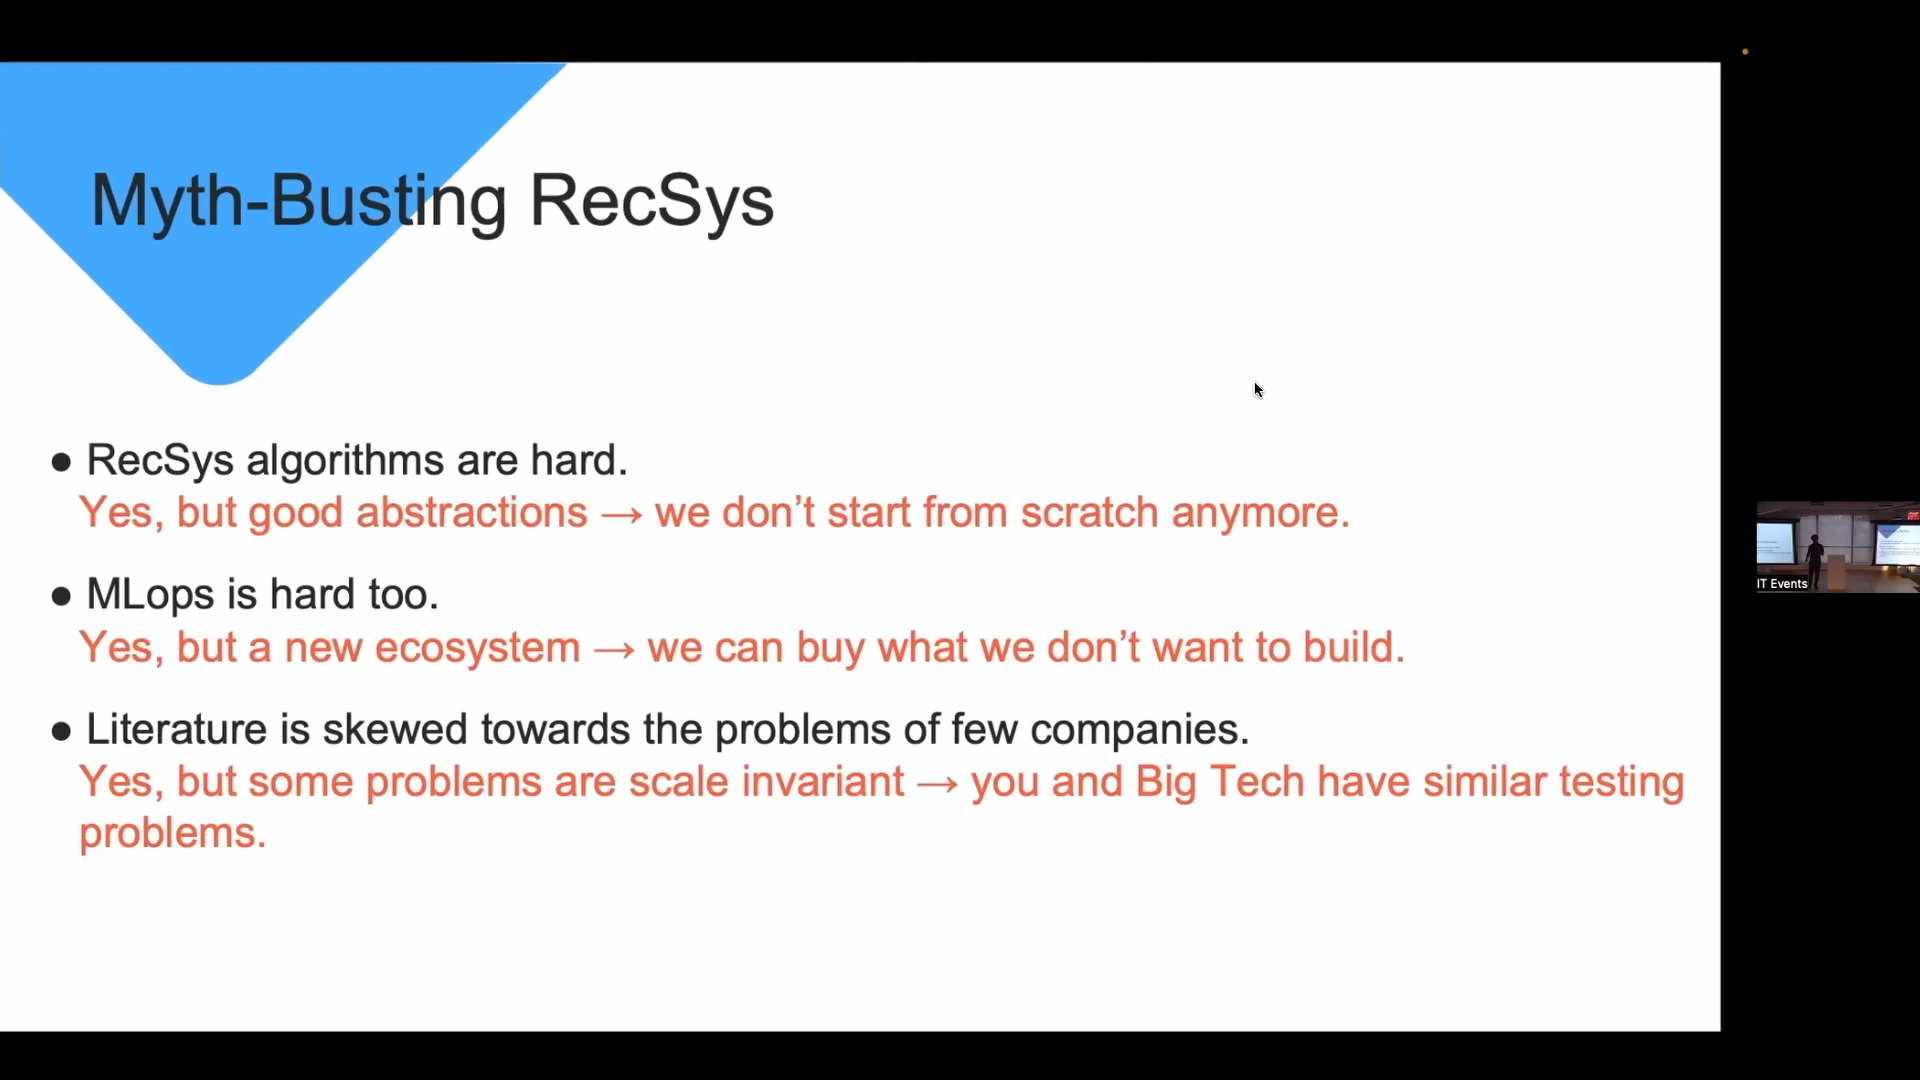 Myth-Busting RecSys
● RecSys algorithms are hard.
Yes, but good abstractions → we don’t start from scratch anymore.
● MLops is hard too.
Yes, but a new ecosystem → we can buy what we don’t want to build.
● Literature is skewed towards the problems of few companies.
Yes, but some problems are scale invariant → you and Big Tech have similar testing
problems.
IT Events